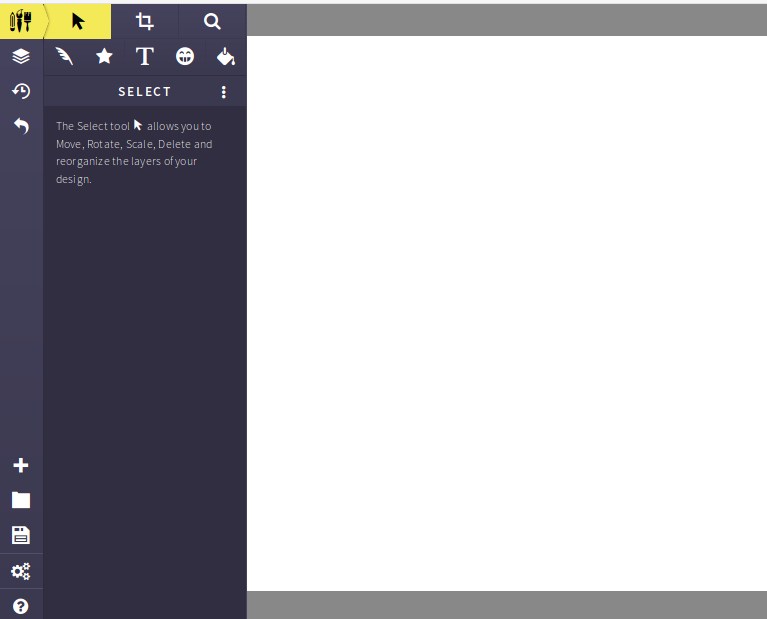 SELECT
The Select tool allows you to
Move, Rotate, Scale, Delete and
reorganize the layers of your
design.